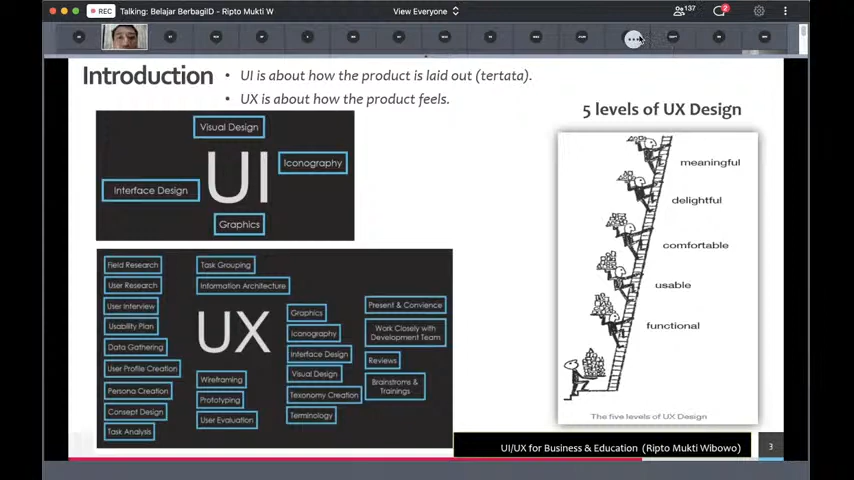 REC
Talking: Belajar BerbagiID - Ripto Mukti W
View Everyone
137
2
Introduction
• UI is about how the product is laid out (tertata).
• UX is about how the product feels.
Visual Design
UI
Iconography
Interface Design
Graphics
Field Research
User Research
User Interview
Usability Plan
Data Gathering
User Profile Creation
Persona Creation
Concept Design
Task Analysis
Task Grouping
Information Architecture
UX
Wireframing
Prototyping
User Evaluation
Graphics
Iconography
Interface Design
Visual Design
Texonomy Creation
Terminology
Present & Convience
Work Closely with
Development Team
Reviews
Brainstroms &
Trainings
5 levels of UX Design
meaningful
delightful
comfortable
usable
functional
The five levels of UX Design
UI/UX for Business & Education (Ripto Mukti Wibowo)
3